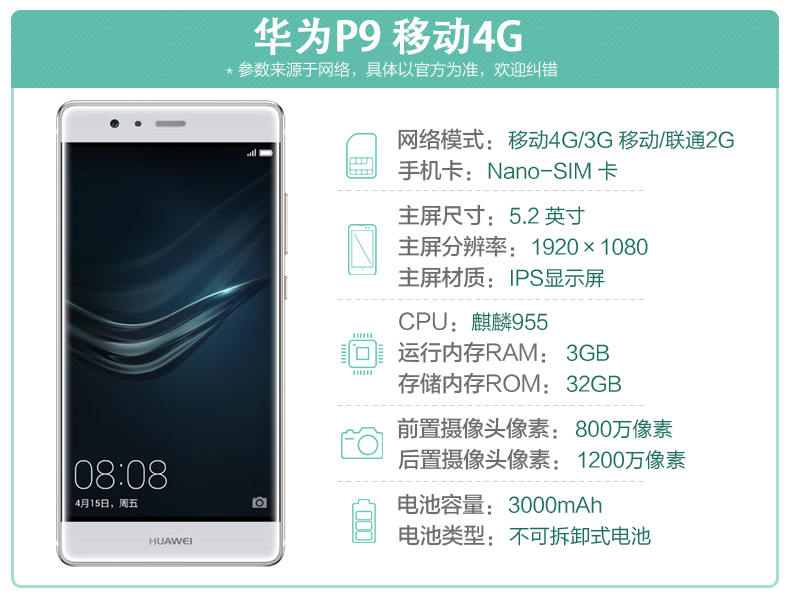 华为P9 移动4G
* 参数来源于网络，具体以官方为准，欢迎纠错
网络模式：移动4G/3G 移动/联通2G
手机卡：Nano-SIM 卡
主屏尺寸：5.2 英寸
主屏分辨率：1920×1080
主屏材质：IPS显示屏
CPU：麒麟955
运行内存RAM：3GB
存储内存ROM：32GB
前置摄像头像素：800万像素
后置摄像头像素：1200万像素
电池容量：3000mAh
电池类型：不可拆卸式电池
08:08
4月15日，周五
HUAWEI